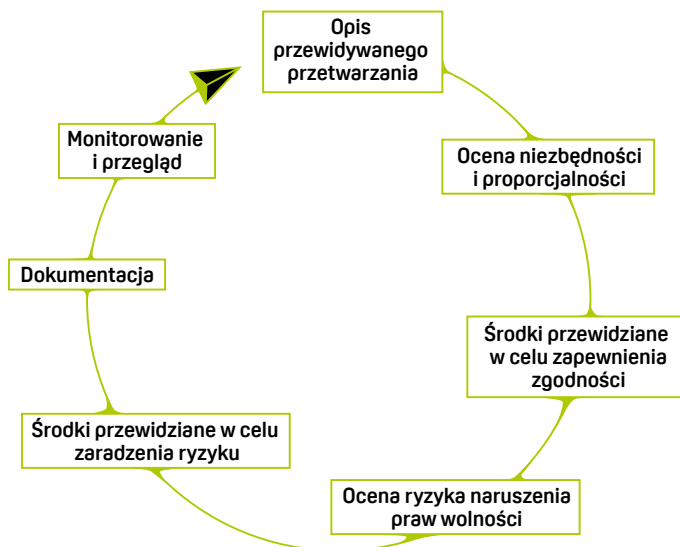 Opis
przewidywanego
przetwarzania
Ocena niezbędności
i proporcjalności
Środki przewidziane
w celu zapewnienia
zgodności
Ocena ryzyka naruszenia
praw wolności
Środki przewidziane w celu
zaradzenia ryzyku
Dokumentacja
Monitorowanie
i przegląd